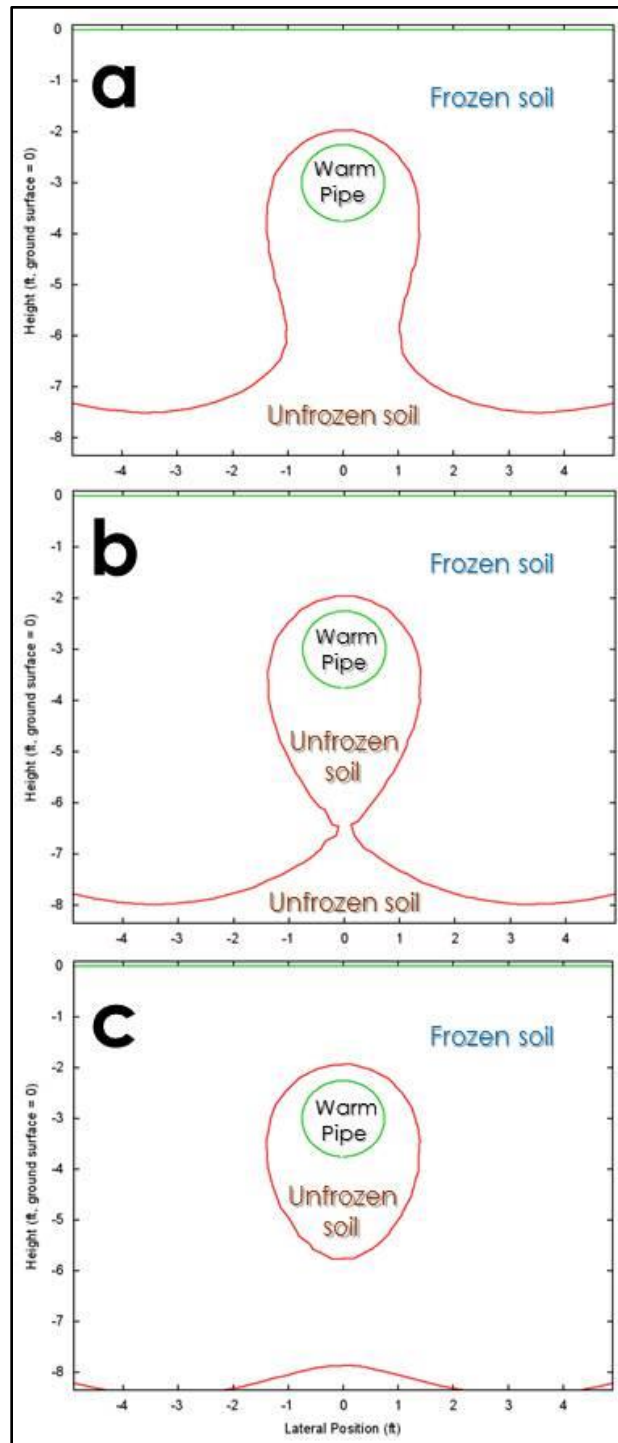 a
Frozen soil
Warm
Pipe
Unfrozen soil
Height (ft, ground surface = 0)
0
-1
-2
-3
-4
-5
-6
-7
-8
-4 -3 -2 -1 0 1 2 3 4
b
Frozen soil
Warm
Pipe
Unfrozen
soil
Unfrozen soil
Height (ft, ground surface = 0)
0
-1
-2
-3
-4
-5
-6
-7
-8
-4 -3 -2 -1 0 1 2 3 4
c
Frozen soil
Warm
Pipe
Unfrozen
soil
Height (ft, ground surface = 0)
0
-1
-2
-3
-4
-5
-6
-7
-8
-4 -3 -2 -1 0 1 2 3 4
Lateral Position (ft)